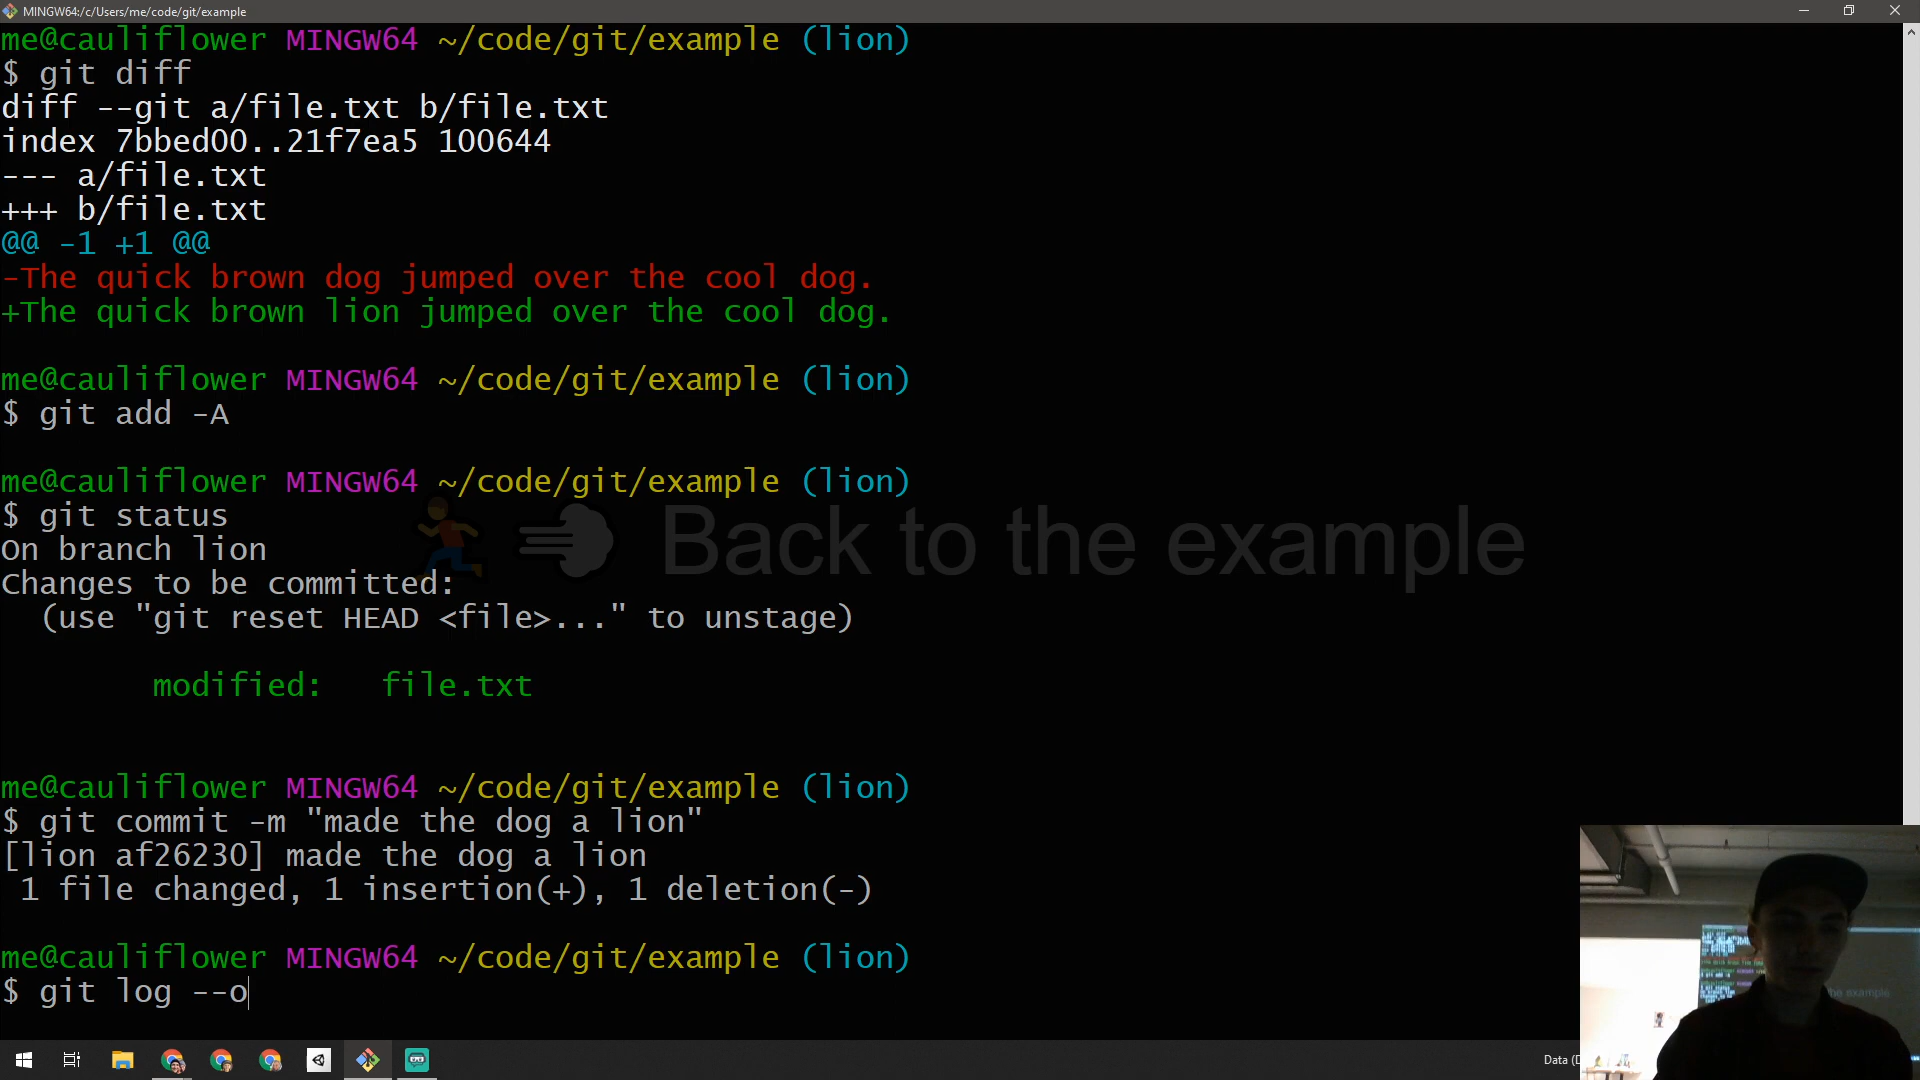 MINGW64:/c/Users/me/code/git/example
me@cauliflower MINGW64 ~/code/git/example (lion)
$ git diff
diff --git a/file.txt b/file.txt
index 7bbed00..21f7ea5 100644
--- a/file.txt
+++ b/file.txt
@@ -1 +1 @@
-The quick brown dog jumped over the cool dog.
+The quick brown lion jumped over the cool dog.
me@cauliflower MINGW64 ~/code/git/example (lion)
$ git add -A
me@cauliflower MINGW64 ~/code/git/example (lion)
$ git status
Back to the example
On branch lion
Changes to be committed:
(use "git reset HEAD <file>..." to unstage)
modified: file.txt
me@cauliflower MINGW64 ~/code/git/example (lion)
$ git commit -m "made the dog a lion"
[lion af26230] made the dog a lion
1 file changed, 1 insertion(+), 1 deletion(-)
me@cauliflower MINGW64 ~/code/git/example (lion)
$ git log --o
the example
Data